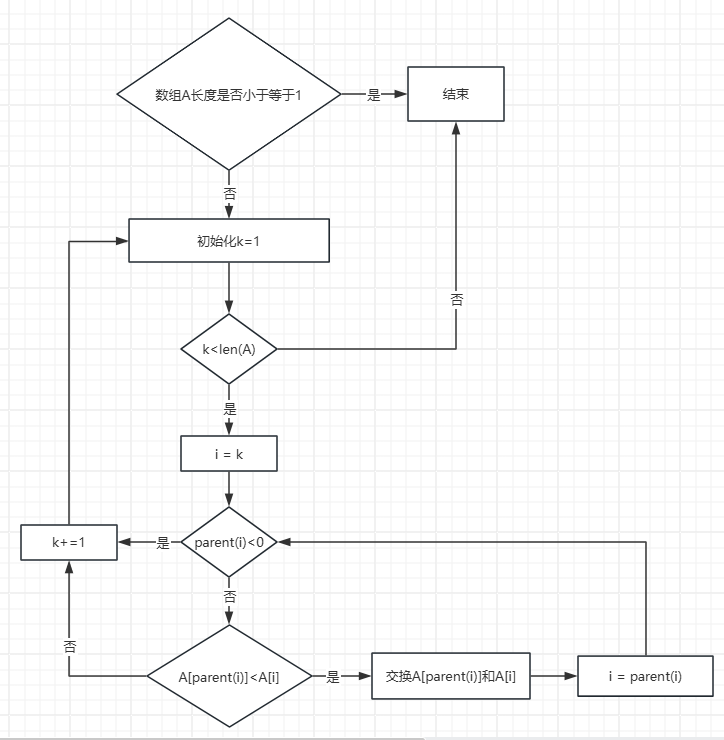 数组A长度是否小于等于1
是
结束
否
初始化k=1
否
k<len(A)
是
i = k
k+=1
是
parent(i)<0
否
否
A[parent(i)]<A[i]
是
交换A[parent(i)]和A[i]
i = parent(i)